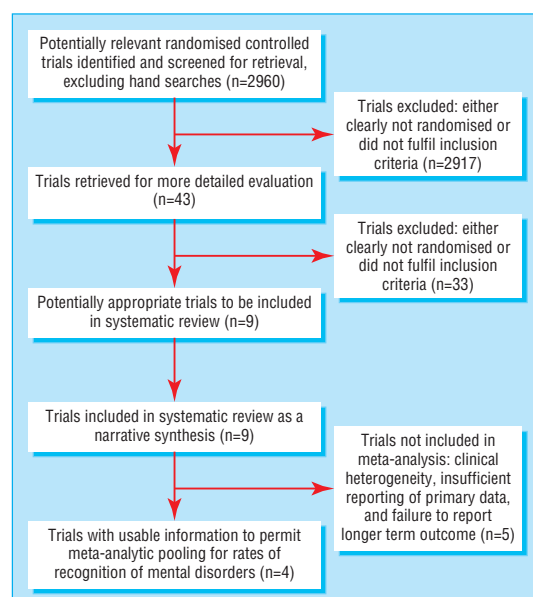 Potentially relevant randomised controlled
trials identified and screened for retrieval,
excluding hand searches (n=2960)
Trials excluded: either
clearly not randomised or
did not fulfil inclusion
criteria (n=2917)
Trials retrieved for more detailed evaluation
(n=43)
Trials excluded: either
clearly not randomised or
did not fulfil inclusion
criteria (n=33)
Potentially appropriate trials to be included
in systematic review (n=9)
Trials included in systematic review as a
narrative synthesis (n=9)
Trials not included in
meta-analysis: clinical
heterogeneity, insufficient
reporting of primary data,
and failure to report
longer term outcome (n=5)
Trials with usable information to permit
meta-analytic pooling for rates of
recognition of mental disorders (n=4)